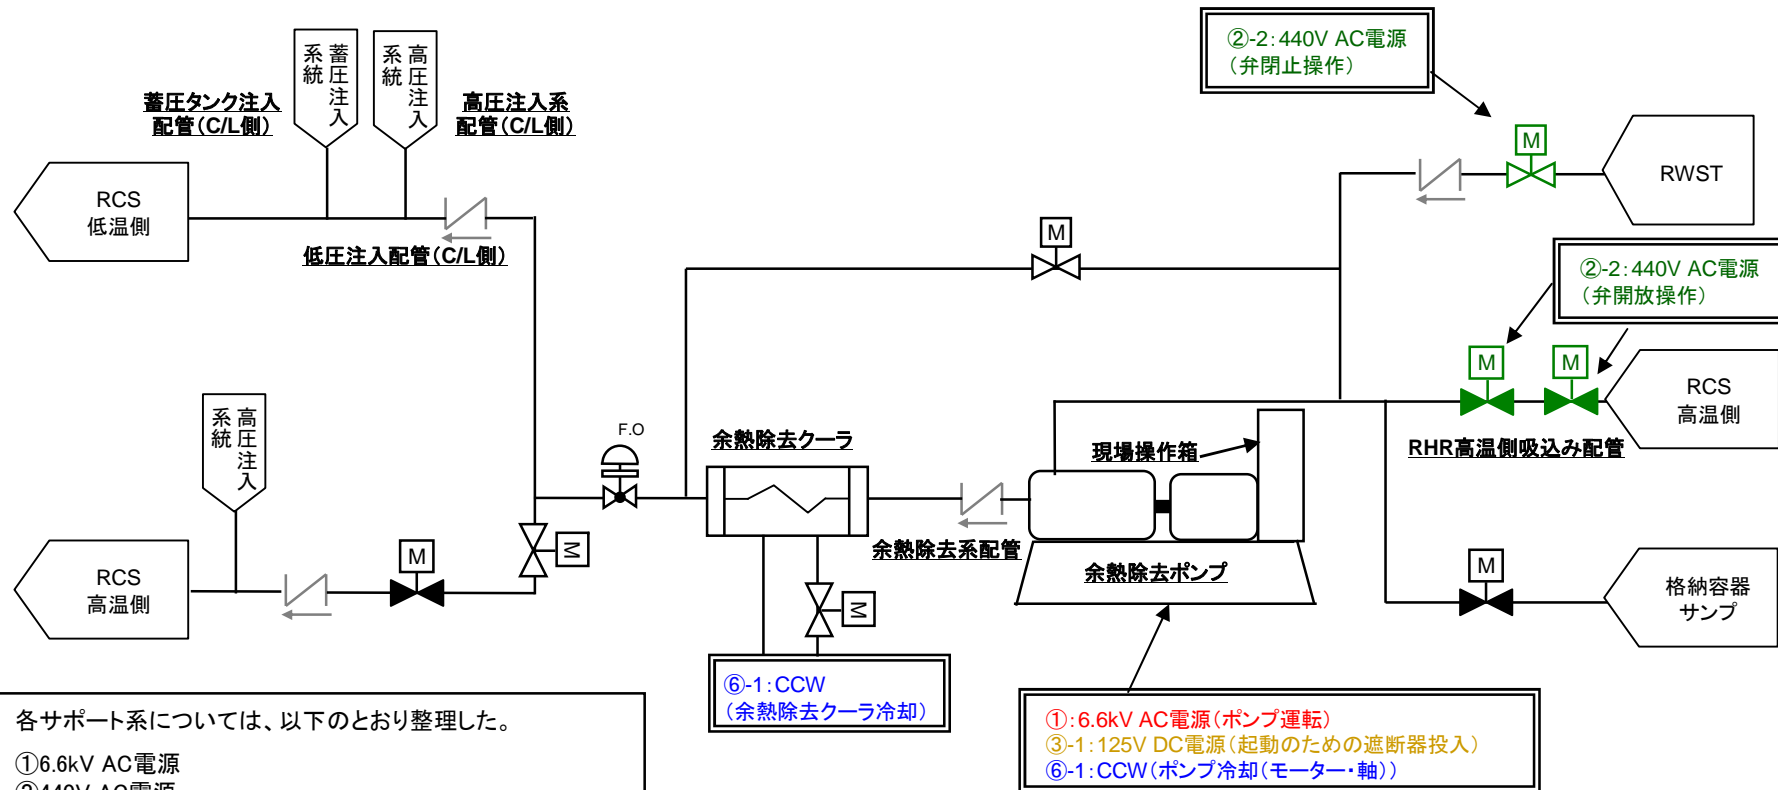 ②-2：440V AC電源
（弁閉止操作）
蓄圧注入系統
高圧注入系統
蓄圧タンク注入
配管（C/L側）
高圧注入系
配管（C/L側）
M
RWST
RCS
低温側
低圧注入配管（C/L側）
M
②-2：440V AC電源
（弁開放操作）
M
M
RCS
高温側
RHR高温側吸込み配管
高圧注入系統
F.O
余熱除去クーラ
現場操作箱
余熱除去系配管
余熱除去ポンプ
M
M
M
M
RCS
高温側
格納容器
サンプ
⑥-1：CCW
（余熱除去クーラ冷却）
①：6.6kV AC電源（ポンプ運転）
③-1：125V DC電源（起動のための遮断器投入）
⑥-1：CCW（ポンプ冷却（モーター・軸））
各サポート系については、以下のとおり整理した。
①6.6kV AC電源
②440V AC電源